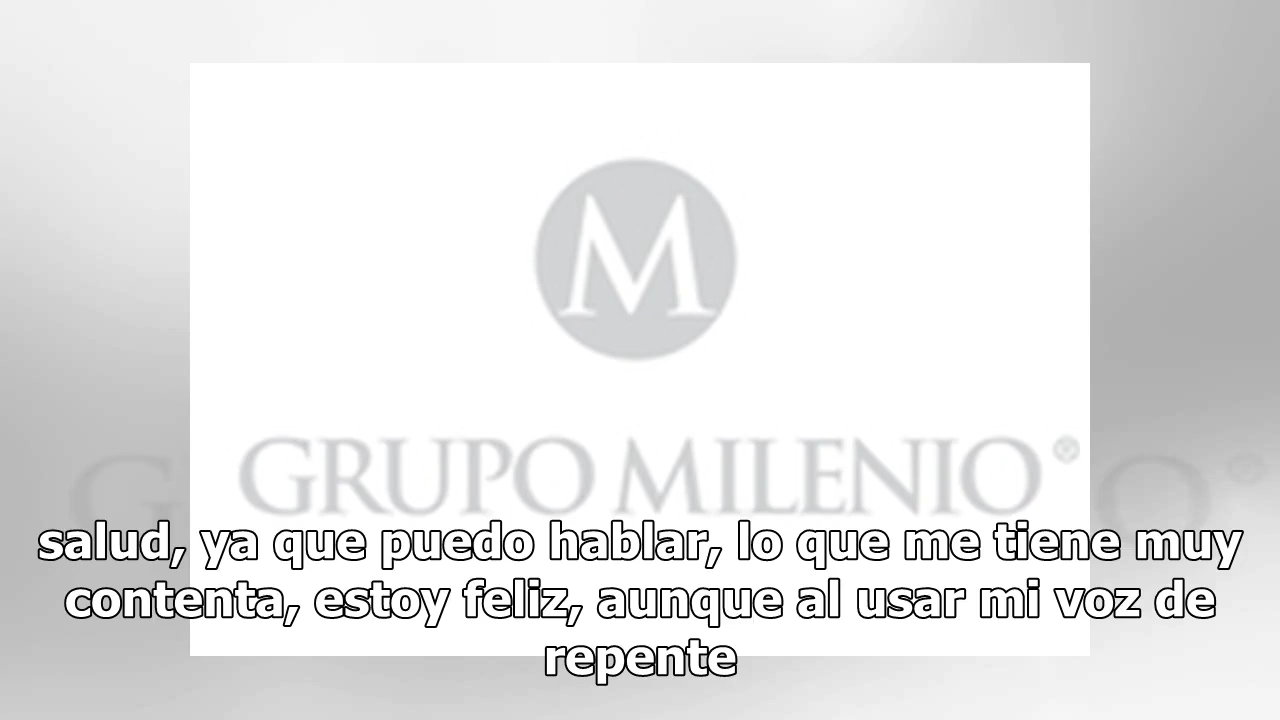 M
GRUPO MILENIO®
salud, ya que puedo hablar, lo que me tiene muy
contenta, estoy feliz, aunque al usar mi voz de
repente